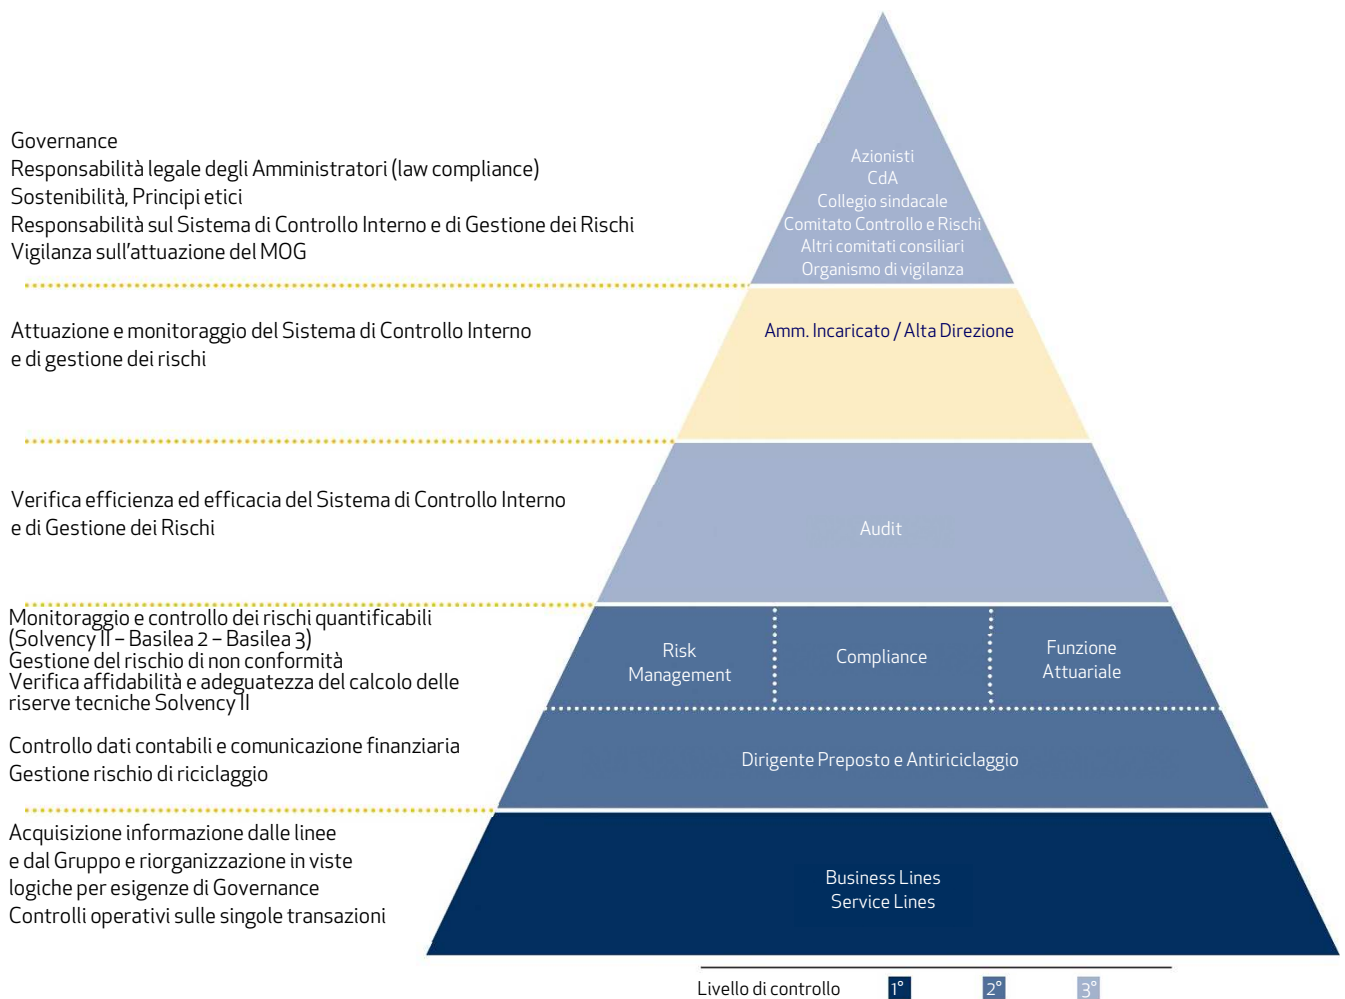 Governance
Responsabilità legale degli Amministratori (law compliance)
Sostenibilità, Principi etici
Responsabilità sul Sistema di Controllo Interno e di Gestione dei Rischi
Vigilanza sull'attuazione del MOG
Azionisti
CdA
Collegio sindacale
Comitato Controllo e Rischi
Altri comitati consiliari
Organismo di vigilanza
Attuazione e monitoraggio del Sistema di Controllo Interno
e di gestione dei rischi
Amm. Incaricato / Alta Direzione
Verifica efficienza ed efficacia del Sistema di Controllo Interno
e di Gestione dei Rischi
Audit
Monitoraggio e controllo dei rischi quantificabili
(Solvency II – Basilea 2 – Basilea 3)
Gestione del rischio di non conformità
Verifica affidabilità e adeguatezza del calcolo delle
riserve tecniche Solvency II
Risk
Management
Compliance
Funzione
Attuariale
Controllo dati contabili e comunicazione finanziaria
Gestione rischio di riciclaggio
Dirigente Preposto e Antiriciclaggio
Acquisizione informazione dalle linee
e dal Gruppo e riorganizzazione in viste
logiche per esigenze di Governance
Controlli operativi sulle singole transazioni
Business Lines
Service Lines
Livello di controllo 1° 2° 3°